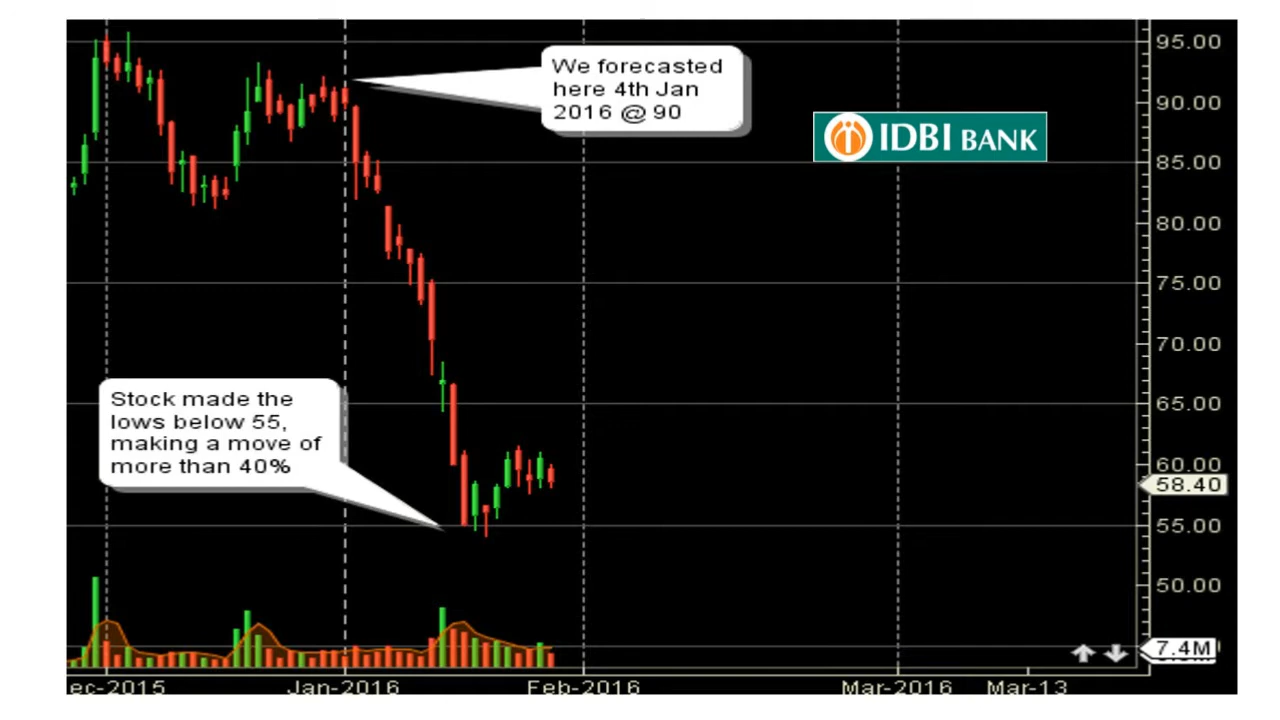 We forecasted
here 4th Jan
2016 @ 90
IDBI BANK
Stock made the
lows below 55,
making a move of
more than 40%
95.00
90.00
85.00
80.00
75.00
70.00
65.00
60.00
58.40
55.00
50.00
7.4M
ec-2015
Jan-2016
Feb-2016
Mar-2016
Mar-13